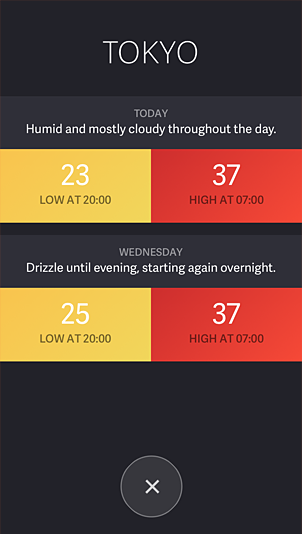 TOKYO
TODAY
Humid and mostly cloudy throughout the day.
23 37
LOW AT 20:00 HIGH AT 07:00
WEDNESDAY
Drizzle until evening, starting again overnight.
25 37
LOW AT 20:00 HIGH AT 07:00